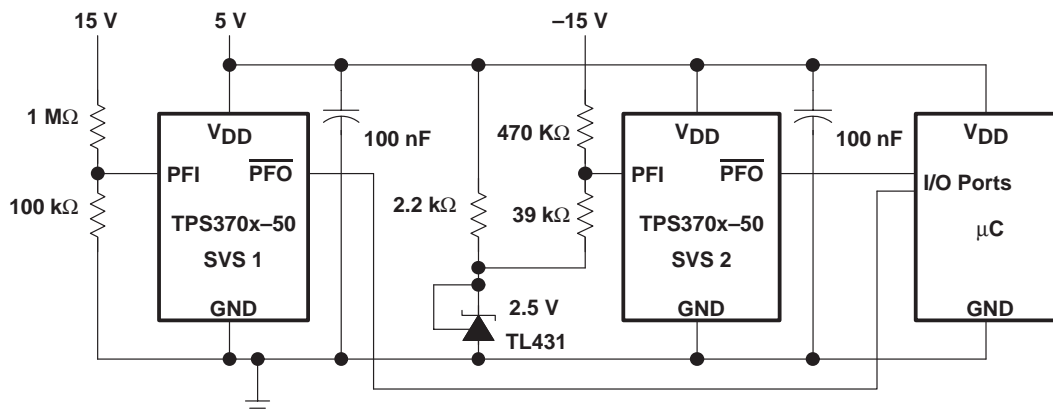 15 V
5 V
–15 V
1 MΩ
VDD
PFI
PFO
100 kΩ
TPS370x–50
SVS 1
GND
100 nF
2.2 kΩ
2.5 V
TL431
470 KΩ
39 kΩ
VDD
PFI
PFO
TPS370x–50
SVS 2
GND
100 nF
VDD
I/O Ports
μC
GND